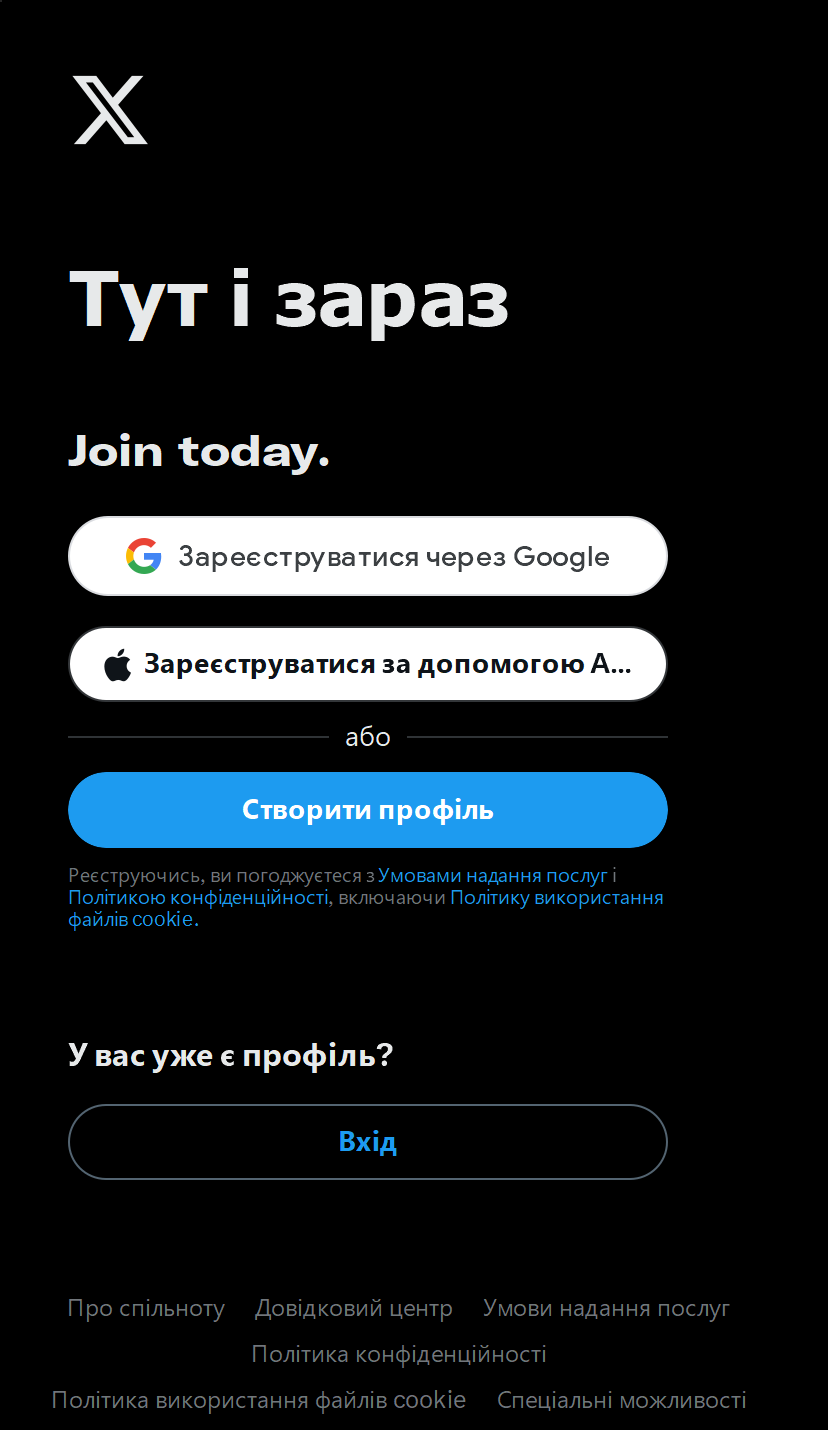 Тут і зараз
Join today.
Зареєструватися через Google
Зареєструватися за допомогою A...
або
Створити профіль
Реєструючись, ви погоджуєтеся з Умовами надання послуг і
Політикою конфіденційності, включаючи Політику використання
файлів cookie.
У вас уже є профіль?
Вхід
Про спільноту Довідковий центр Умови надання послуг
Політика конфіденційності
Політика використання файлів cookie Спеціальні можливості